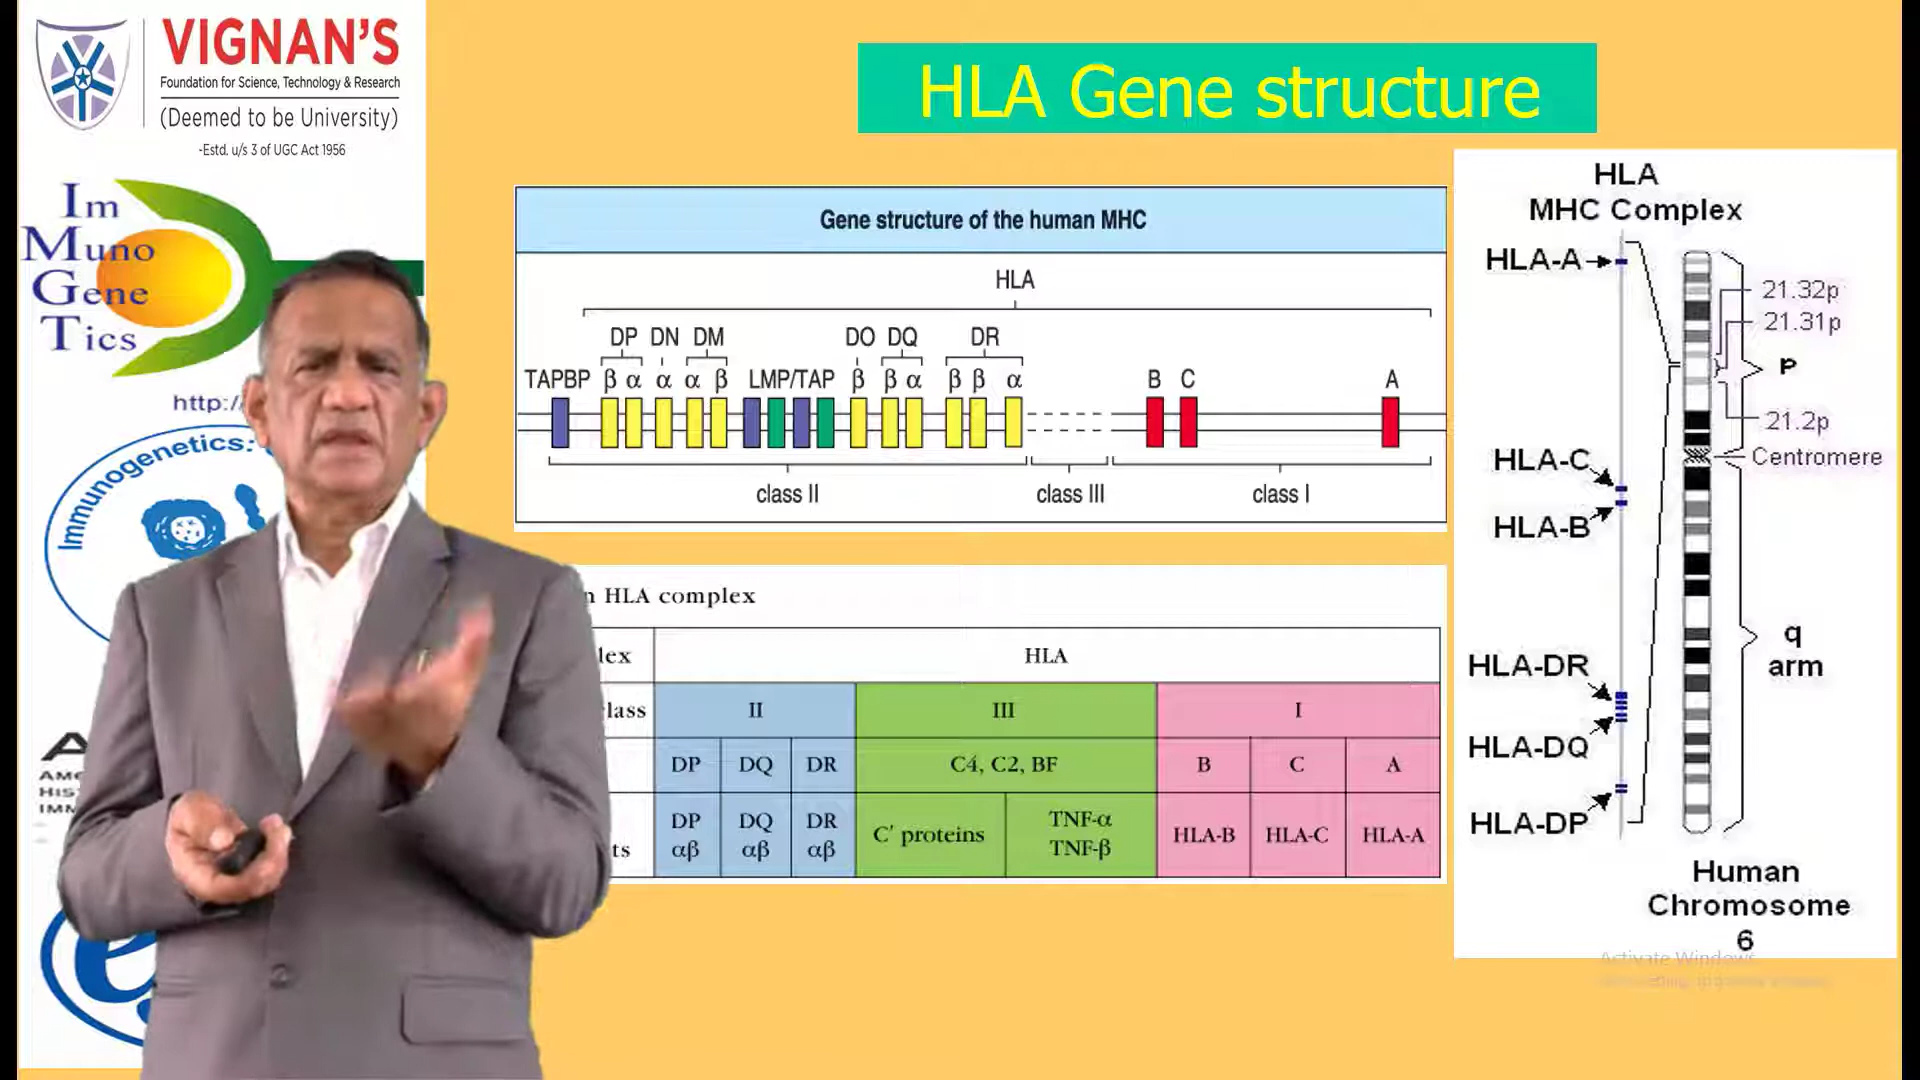 VIGNAN'S
Foundation for Science, Technology & Research
(Deemed to be University)
-Estd. u/s 3 of UGC Act 1956
Im
Muno
Gene
Tics
http:/
Immunogenetics:
HLA Gene structure
Gene structure of the human MHC
HLA
DP DN DM DO DQ DR
TAPBP β α α α β LMP/TAP β β α β β α B C A
class II class III class I
HLA complex
lex HLA
lass II III I
DP DQ DR C4, C2, BF B C A
DP DQ DR C' proteins TNF-α HLA-B HLA-C HLA-A
ts αβ αβ αβ TNF-β
HLA
MHC Complex
HLA-A
21.32p
21.31p
P
21.2p
HLA-C
Centromere
HLA-B
q
arm
HLA-DR
HLA-DQ
HLA-DP
Human
Chromosome
6
Activate Windows